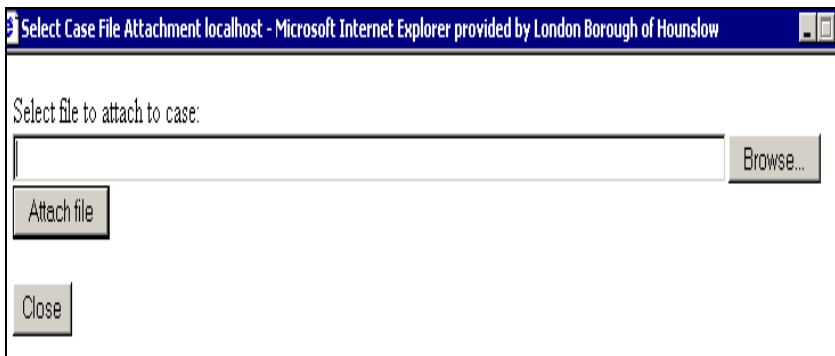 Select Case File Attachment localhost - Microsoft Internet Explorer provided by London Borough of Hounslow
Select file to attach to case:
Browse...
Attach file
Close